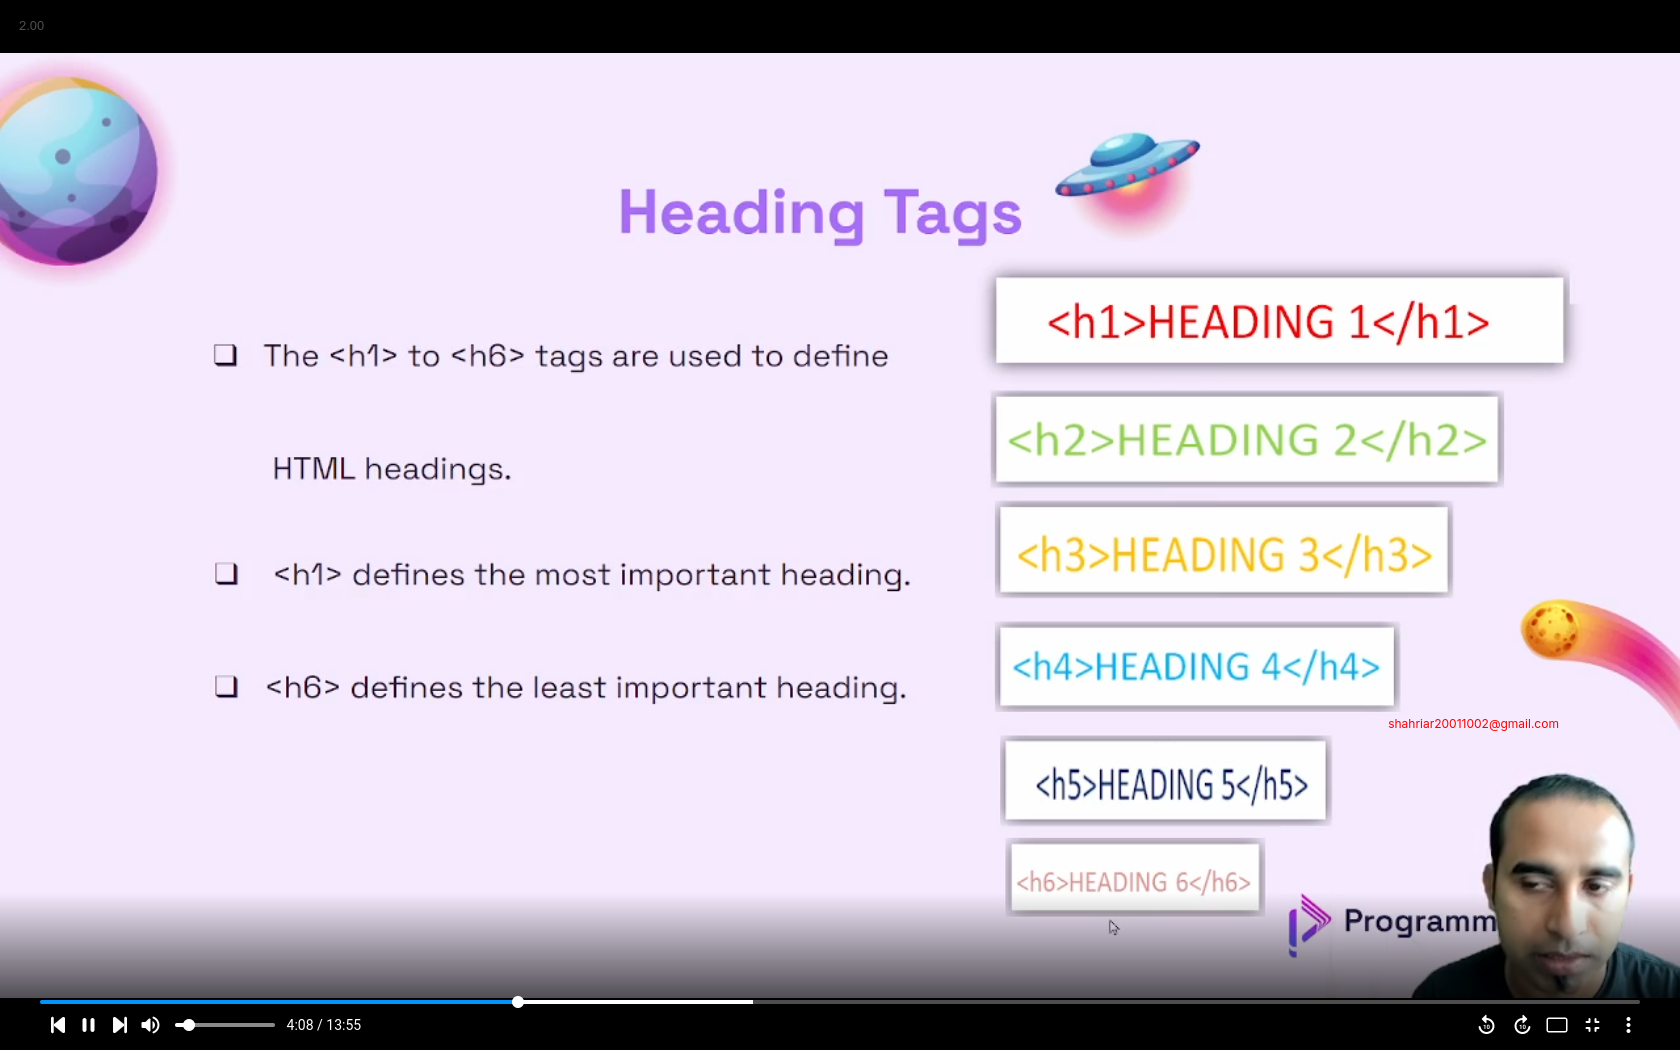 2.00
Heading Tags
The <h1> to <h6> tags are used to define
HTML headings.
<h1> defines the most important heading.
<h6> defines the least important heading.
<h1>HEADING 1</h1>
<h2>HEADING 2</h2>
<h3>HEADING 3</h3>
<h4>HEADING 4</h4>
shahriar20011002@gmail.com
<h5>HEADING 5</h5>
<h6>HEADING 6</h6>
Programm
4:08 / 13:55
10
10